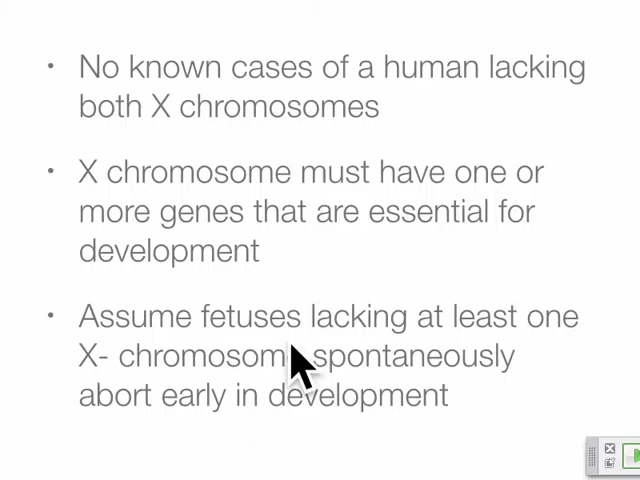 • No known cases of a human lacking
both X chromosomes
• X chromosome must have one or
more genes that are essential for
development
• Assume fetuses lacking at least one
X- chromosome spontaneously
abort early in development